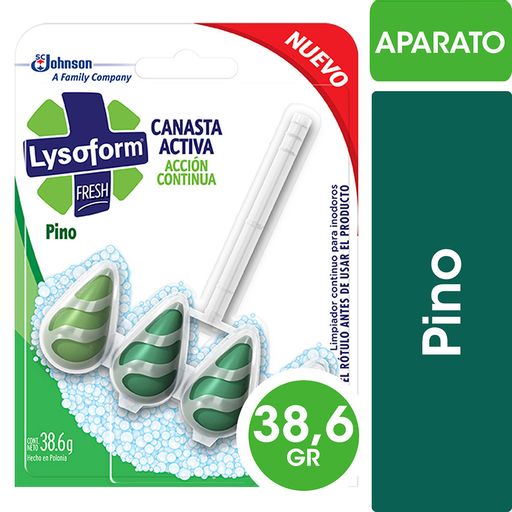 SC
Johnson
A Family Company
NUEVO
Lysoform
FRESH
CANASTA
ACTIVA
ACCIÓN
CONTINUA
Pino
Limpiador continuo para inodoros
EL RÓTULO ANTES DE USAR EL PRODUCTO
CONT.
NETO 38.6g
Hecho en Polonia
38,6
GR
APARATO
Pino